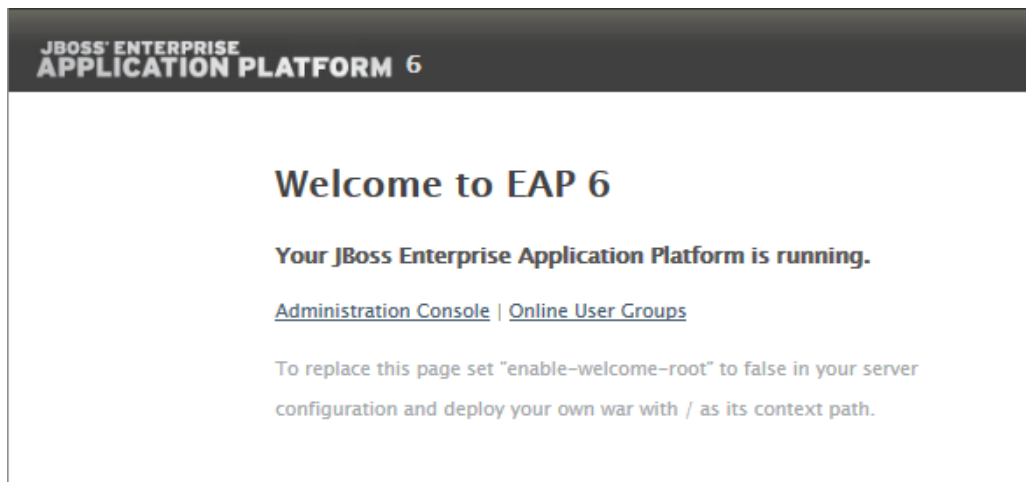 JBOSS® ENTERPRISE
APPLICATION PLATFORM 6
Welcome to EAP 6
Your JBoss Enterprise Application Platform is running.
Administration Console | Online User Groups
To replace this page set "enable-welcome-root" to false in your server
configuration and deploy your own war with / as its context path.